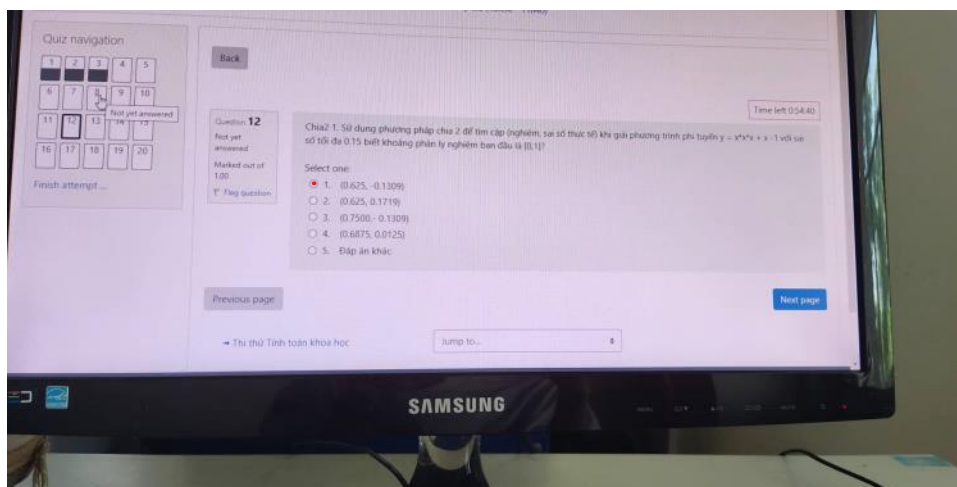 Quiz navigation
1 2 3 4 5
6 7 8 9 10
Not yet answered
11 12 13 14 15
16 17 18 19 20
Finish attempt ...
Back
Time left 0:54:40
Question 12
Not yet
answered
Marked out of
1.00
Flag question
Chia2 1. Sử dụng phương pháp chia 2 để tìm cặp (nghiệm, sai số thực tế) khi giải phương trình phi tuyến y = x*x*x + x - 1 với sai
số tối đa 0.15 biết khoảng phân ly nghiệm ban đầu là [0,1]?
Select one:
1. (0.625, -0.1309)
2. (0.625, 0.1719)
3. (0.7500, - 0.1309)
4. (0.6875, 0.0125)
5. Đáp án khác
Previous page
Next page
Thi thử Tính toán khoa học
Jump to...
SAMSUNG
MENU